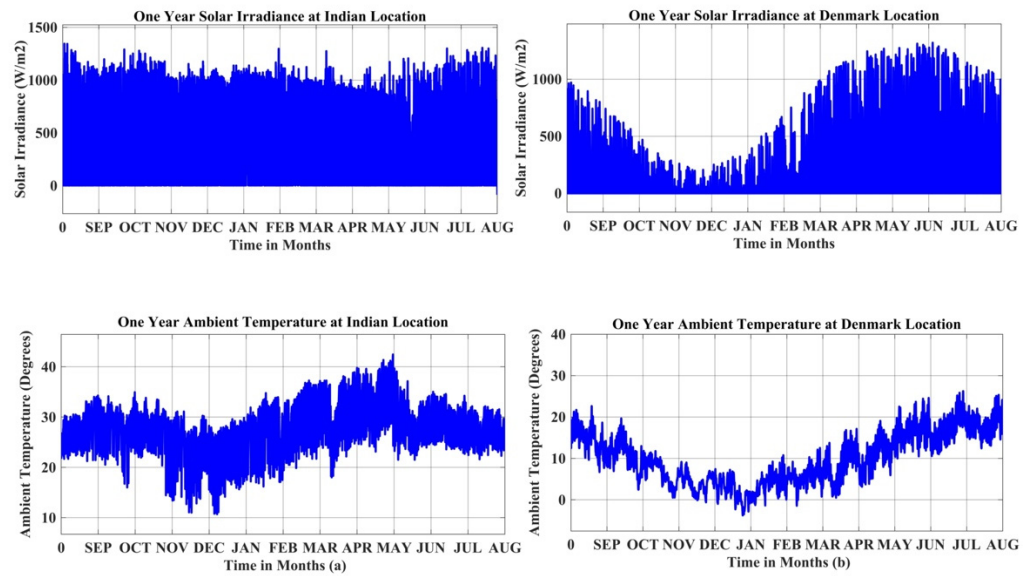 One Year Solar Irradiance at Indian Location
Solar Irradiance (W/m2)
1500
1000
500
0
0 SEP OCT NOV DEC JAN FEB MAR APR MAY JUN JUL AUG
Time in Months
One Year Solar Irradiance at Denmark Location
Solar Irradiance (W/m2)
1000
500
0
0 SEP OCT NOV DEC JAN FEB MAR APR MAY JUN JUL AUG
Time in Months
One Year Ambient Temperature at Indian Location
Ambient Temperature (Degrees)
40
30
20
10
0 SEP OCT NOV DEC JAN FEB MAR APR MAY JUN JUL AUG
Time in Months (a)
One Year Ambient Temperature at Denmark Location
Ambient Temperature (Degrees)
40
30
20
10
0
0 SEP OCT NOV DEC JAN FEB MAR APR MAY JUN JUL AUG
Time in Months (b)